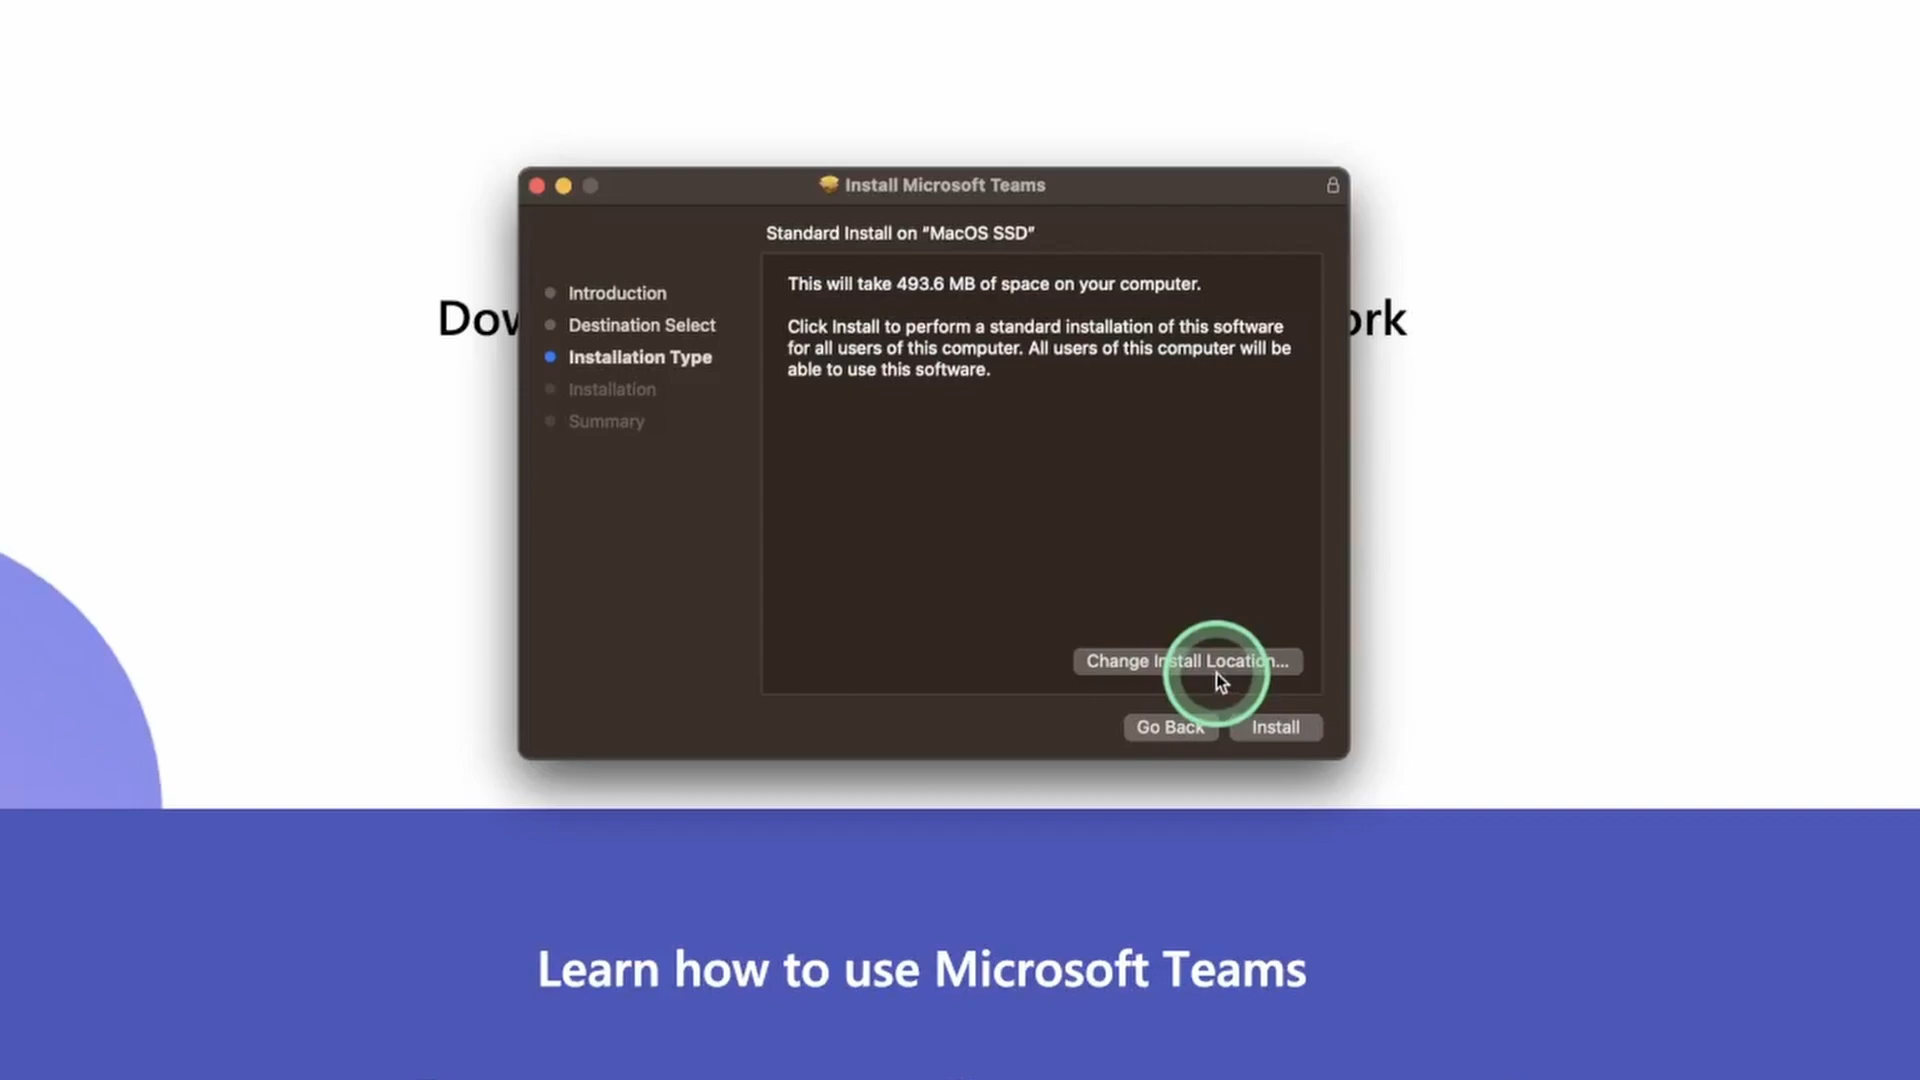 Install Microsoft Teams
Standard Install on “MacOS SSD”
Introduction
Destination Select
Installation Type
Installation
Summary
This will take 493.6 MB of space on your computer.
Click Install to perform a standard installation of this software
for all users of this computer. All users of this computer will be
able to use this software.
Change Install Location...
Go Back
Install
Learn how to use Microsoft Teams